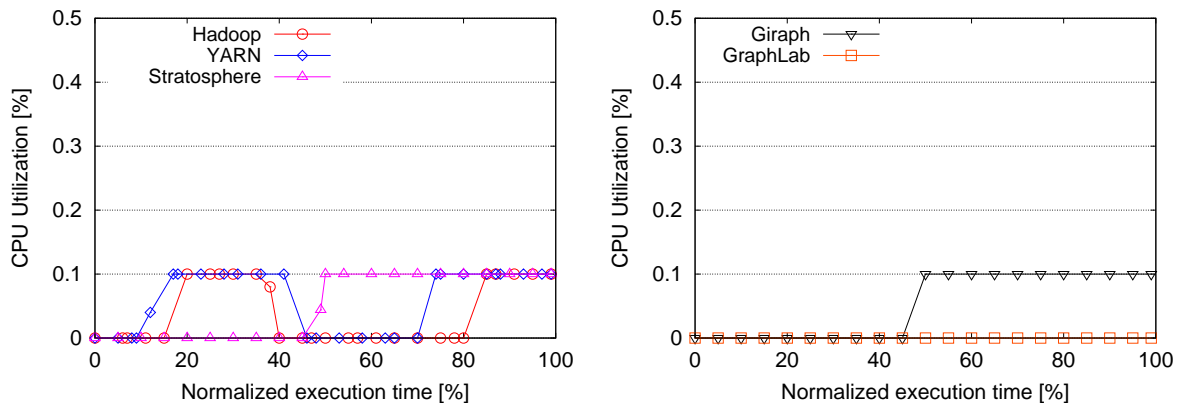 Hadoop
YARN
Stratosphere
CPU Utilization [%]
0.5
0.4
0.3
0.2
0.1
0
0 20 40 60 80 100
Normalized execution time [%]
Giraph
GraphLab
CPU Utilization [%]
0.5
0.4
0.3
0.2
0.1
0
0 20 40 60 80 100
Normalized execution time [%]